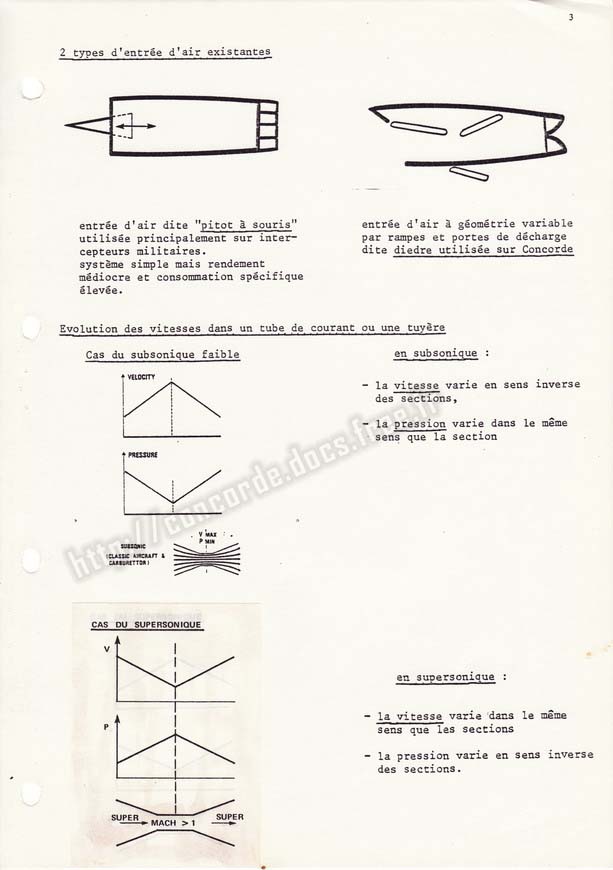 3
2 types d'entrée d'air existantes
entrée d'air dite "pitot à souris"
utilisée principalement sur inter-
cepteurs militaires.
système simple mais rendement
médiocre et consommation spécifique
élevée.
entrée d'air à géométrie variable
par rampes et portes de décharge
dite diedre utilisée sur Concorde
Evolution des vitesses dans un tube de courant ou une tuyère
Cas du subsonique faible
VELOCITY
PRESSURE
V MAX
P MIN
SUBSONIC
(CLASSIC AIRCRAFT &
CARBURETTOR)
en subsonique :
- la vitesse varie en sens inverse
des sections,
- la pression varie dans le même
sens que la section
http://concorde.docs.free.fr
CAS DU SUPERSONIQUE
V
P
SUPER
MACH > 1
SUPER
en supersonique :
- la vitesse varie dans le même
sens que les sections
- la pression varie en sens inverse
des sections.